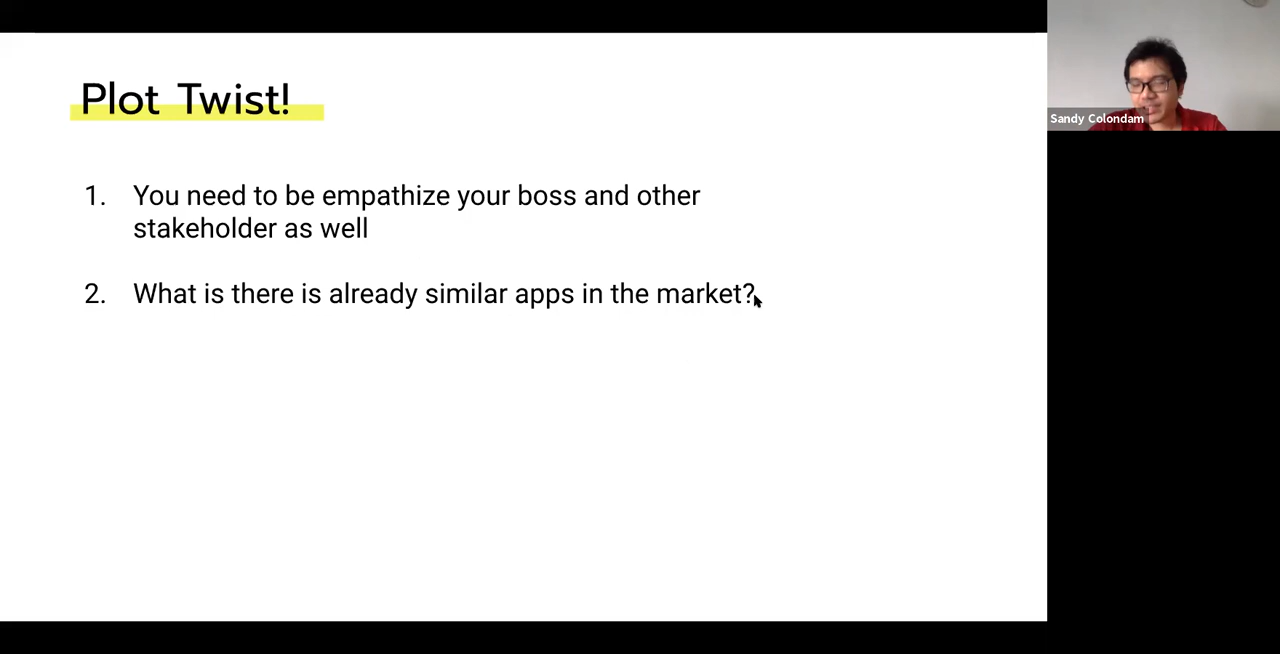 Plot Twist!
Sandy Colondam
1. You need to be empathize your boss and other
stakeholder as well
2. What is there is already similar apps in the market?